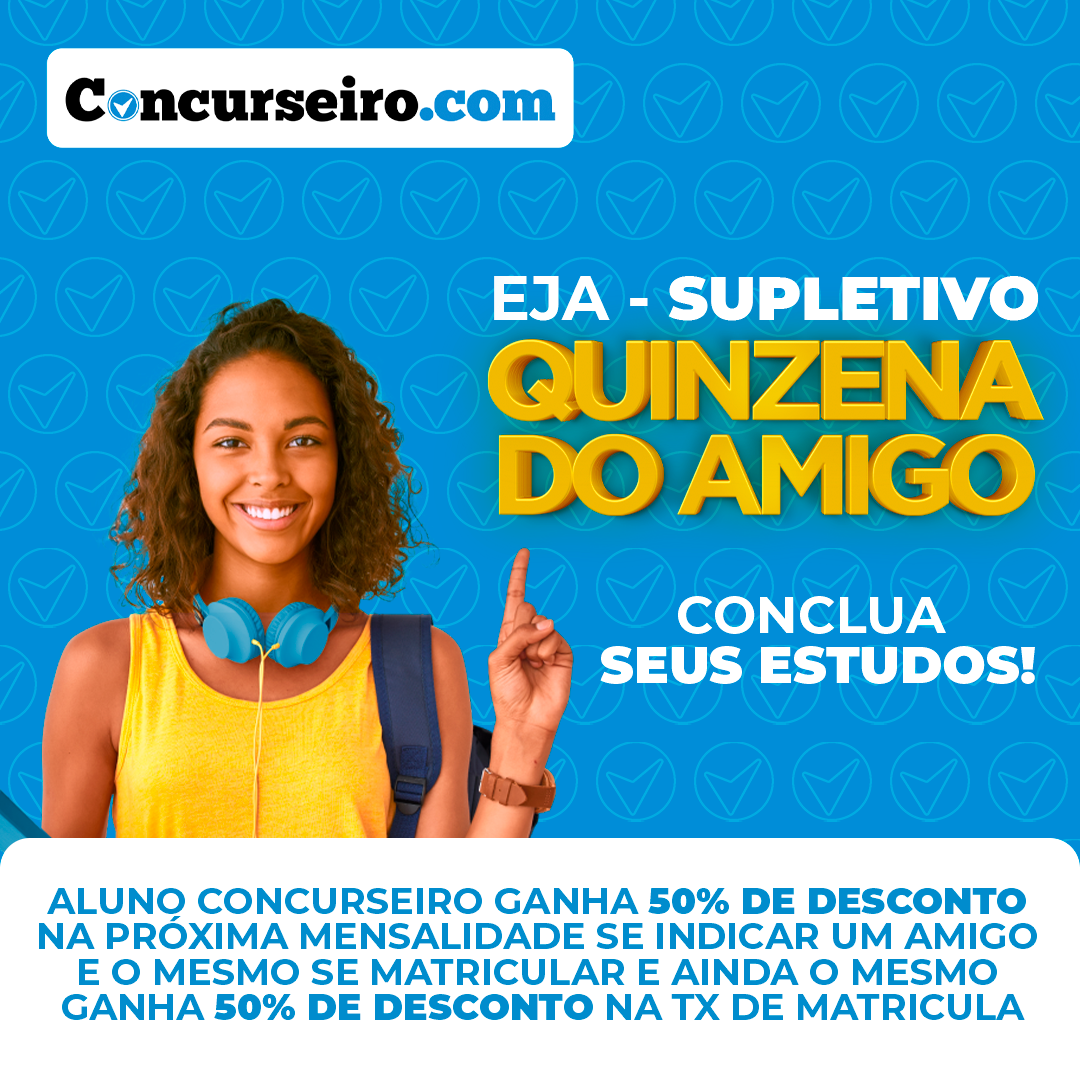 Concurseiro.com
EJA - SUPLETIVO
QUINZENA
DO AMIGO
CONCLUA
SEUS ESTUDOS!
ALUNO CONCURSEIRO GANHA 50% DE DESCONTO
NA PRÓXIMA MENSALIDADE SE INDICAR UM AMIGO
E O MESMO SE MATRICULAR E AINDA O MESMO
GANHA 50% DE DESCONTO NA TX DE MATRICULA